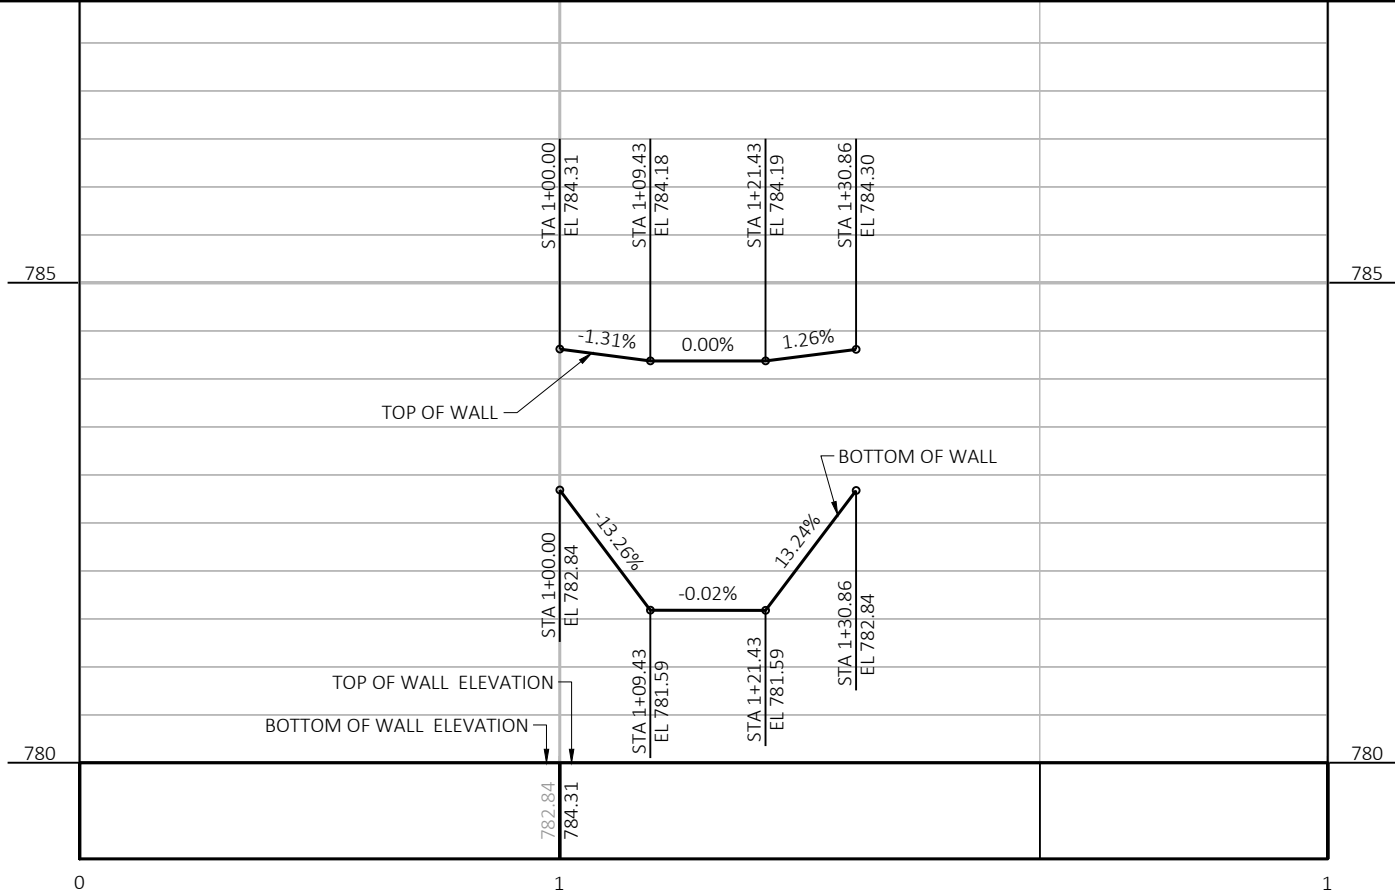 STA 1+00.00
EL 784.31
STA 1+09.43
EL 784.18
STA 1+21.43
EL 784.19
STA 1+30.86
EL 784.30
785
785
-1.31%
0.00%
1.26%
TOP OF WALL
BOTTOM OF WALL
-13.26%
13.24%
-0.02%
STA 1+00.00
EL 782.84
STA 1+09.43
EL 781.59
STA 1+21.43
EL 781.59
STA 1+30.86
EL 782.84
TOP OF WALL ELEVATION
BOTTOM OF WALL ELEVATION
780
780
782.84
784.31
0
1
1